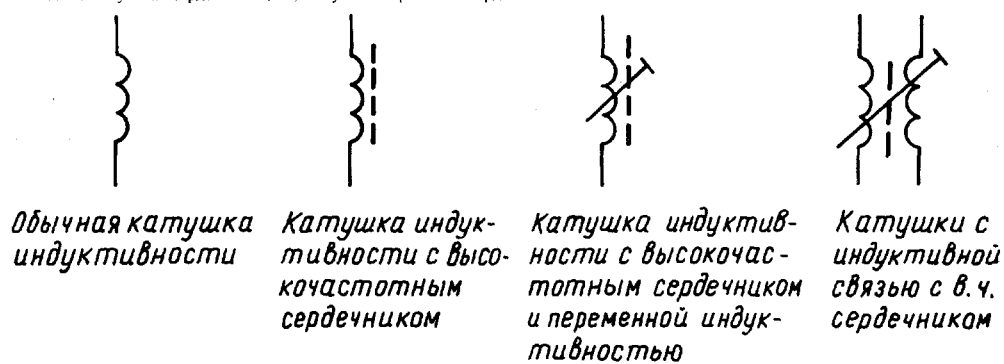 Обычная катушка
индуктивности
Катушка индук-
тивности с высо-
кочастотным
сердечником
Катушка индуктив-
ности с высокочас-
тотным сердечником
и переменной индук-
тивностью
Катушки с
индуктивной
связью с в.ч.
сердечником